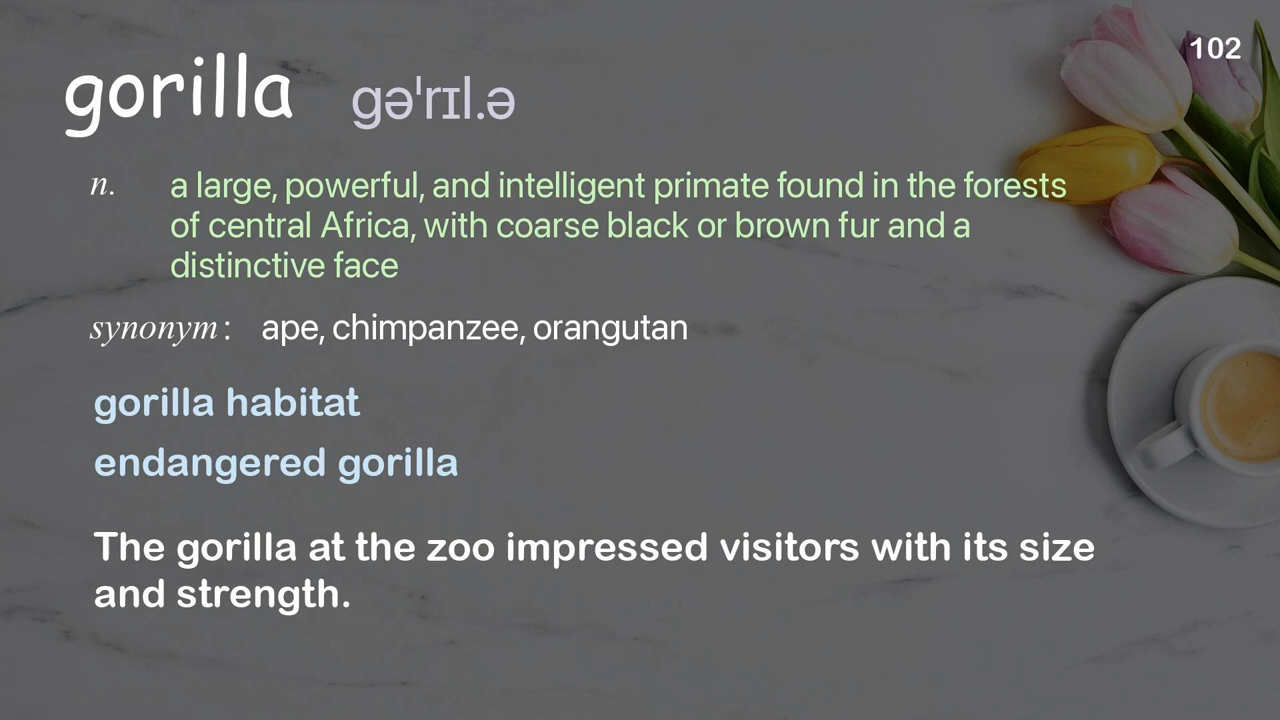 102
gorilla gəˈrɪl.ə
n. a large, powerful, and intelligent primate found in the forests
of central Africa, with coarse black or brown fur and a
distinctive face
synonym: ape, chimpanzee, orangutan
gorilla habitat
endangered gorilla
The gorilla at the zoo impressed visitors with its size
and strength.